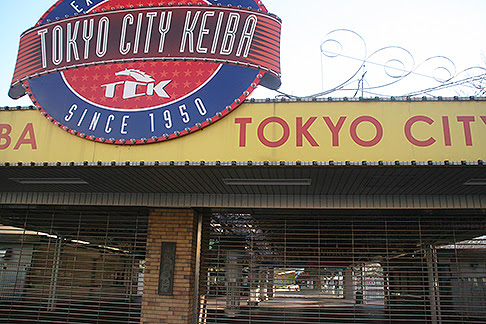 TOKYO CITY KEIBA
TCK
SINCE 1950
BA
TOKYO CITY